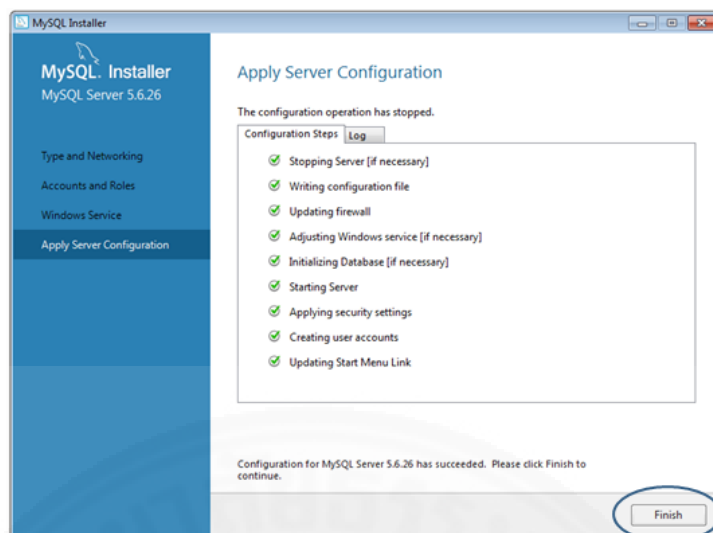 MySQL Installer
MySQL. Installer
MySQL Server 5.6.26
Type and Networking
Accounts and Roles
Windows Service
Apply Server Configuration
Apply Server Configuration
The configuration operation has stopped.
Configuration Steps Log
Stopping Server [if necessary]
Writing configuration file
Updating firewall
Adjusting Windows service [if necessary]
Initializing Database [if necessary]
Starting Server
Applying security settings
Creating user accounts
Updating Start Menu Link
Configuration for MySQL Server 5.6.26 has succeeded. Please click Finish to
continue.
Finish